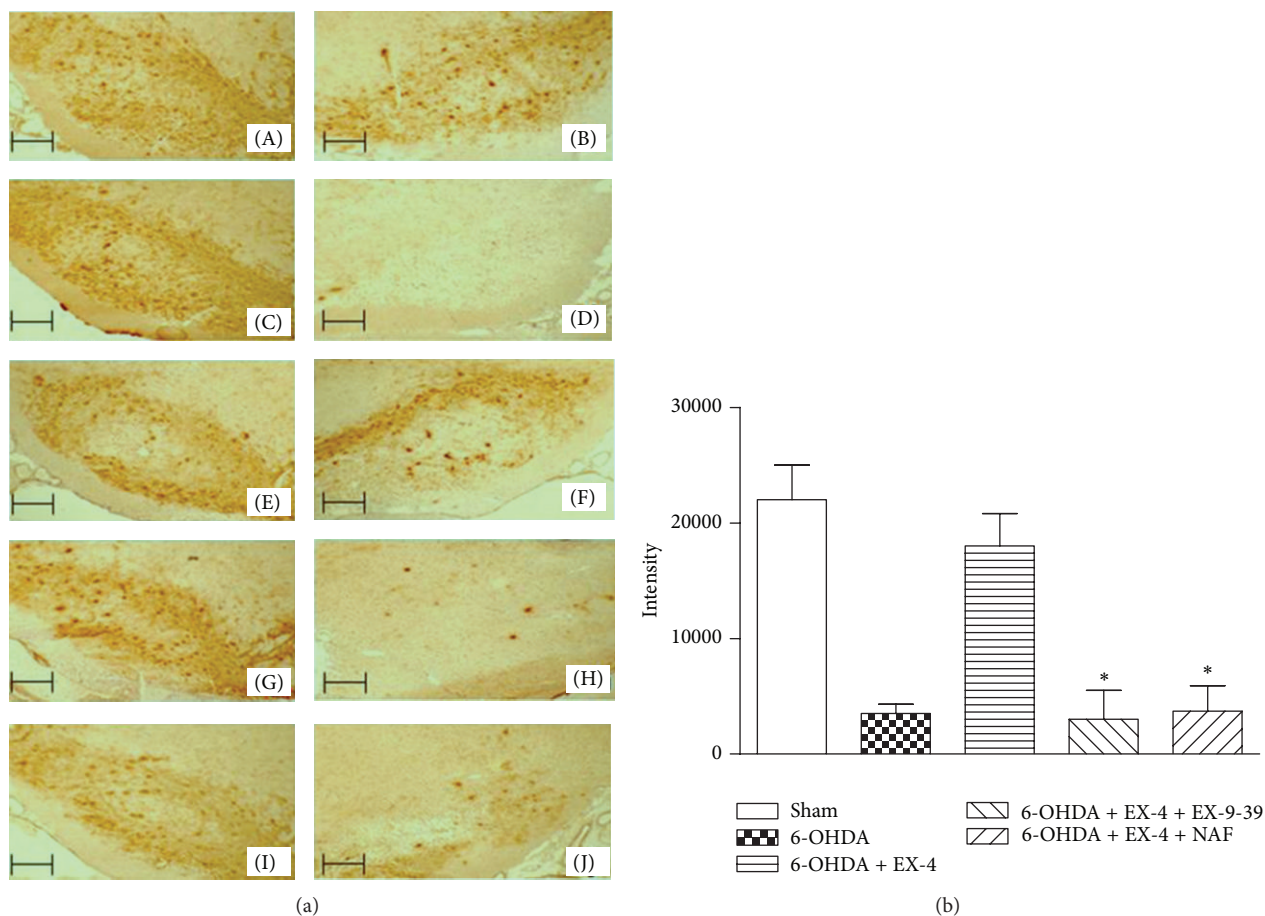 (A)
(B)
(C)
(D)
(E)
(F)
(G)
(H)
(I)
(J)
(a)
30000
20000
10000
0
Intensity
*
*
Sham
6-OHDA
6-OHDA + EX-4
6-OHDA + EX-4 + EX-9-39
6-OHDA + EX-4 + NAF
(b)